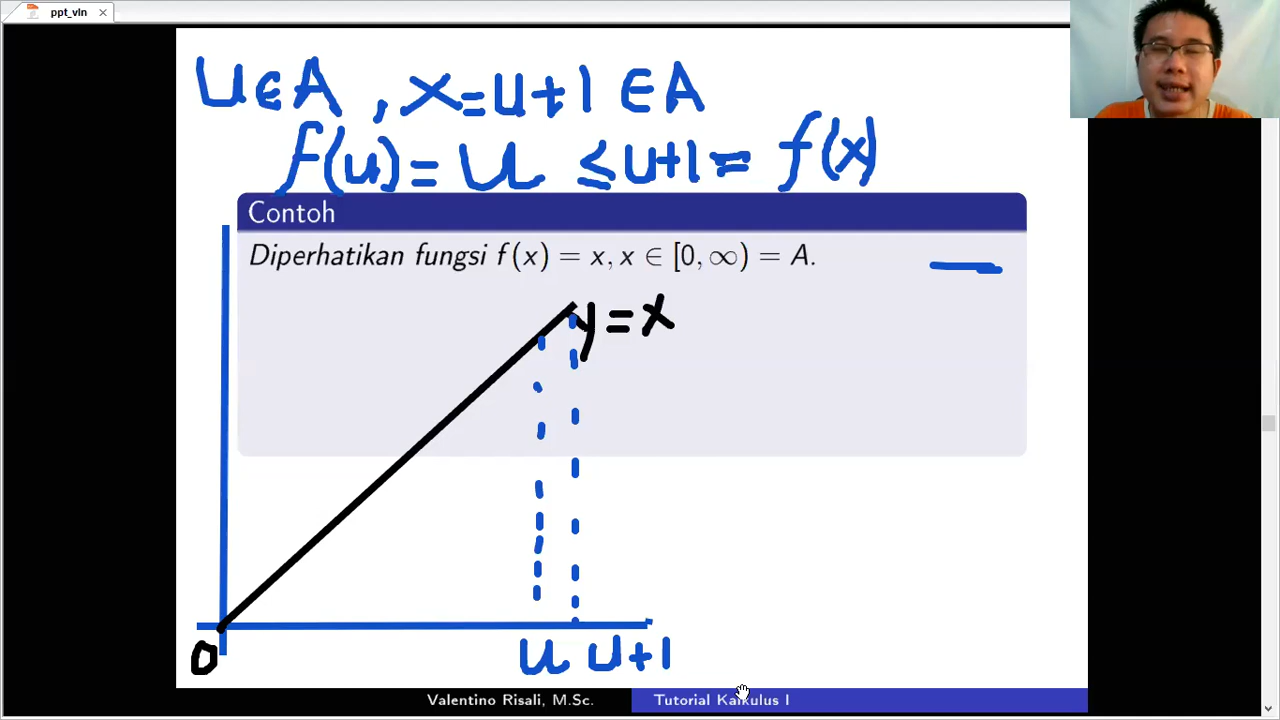 ppt_vln
U∈A , x=u+1 ∈A
f(u)= U ≤ u+1 = f(x)
Contoh
Diperhatikan fungsi f(x) = x, x ∈ [0, ∞) = A.
y=x
0
u u+1
Valentino Risali, M.Sc. Tutorial Kalkulus I